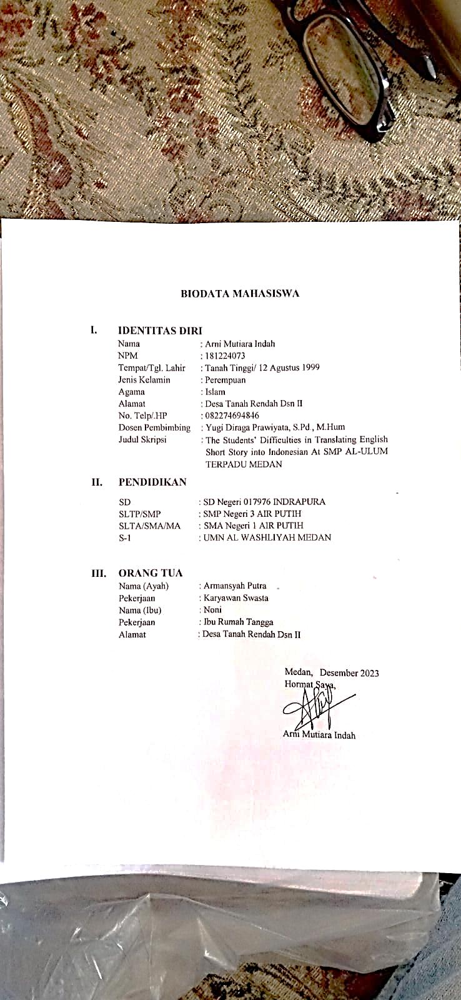 BIODATA MAHASISWA
I. IDENTITAS DIRI
Nama : Arni Mutiara Indah
NPM : 181224073
Tempat/Tgl. Lahir : Tanah Tinggi/ 12 Agustus 1999
Jenis Kelamin : Perempuan
Agama : Islam
Alamat : Desa Tanah Rendah Dsn II
No. Telp/.HP : 082274694846
Dosen Pembimbing : Yugi Diraga Prawiyata, S.Pd., M.Hum
Judul Skripsi : The Students' Difficulties in Translating English
Short Story into Indonesian At SMP AL-ULUM
TERPADU MEDAN
II. PENDIDIKAN
SD : SD Negeri 017976 INDRAPURA
SLTP/SMP : SMP Negeri 3 AIR PUTIH
SLTA/SMA/MA : SMA Negeri 1 AIR PUTIH
S-1 : UMN AL WASHLIYAH MEDAN
III. ORANG TUA
Nama (Ayah) : Armansyah Putra
Pekerjaan : Karyawan Swasta
Nama (Ibu) : Noni
Pekerjaan : Ibu Rumah Tangga
Alamat : Desa Tanah Rendah Dsn II
Medan, Desember 2023
Hormat Saya,
Arni Mutiara Indah